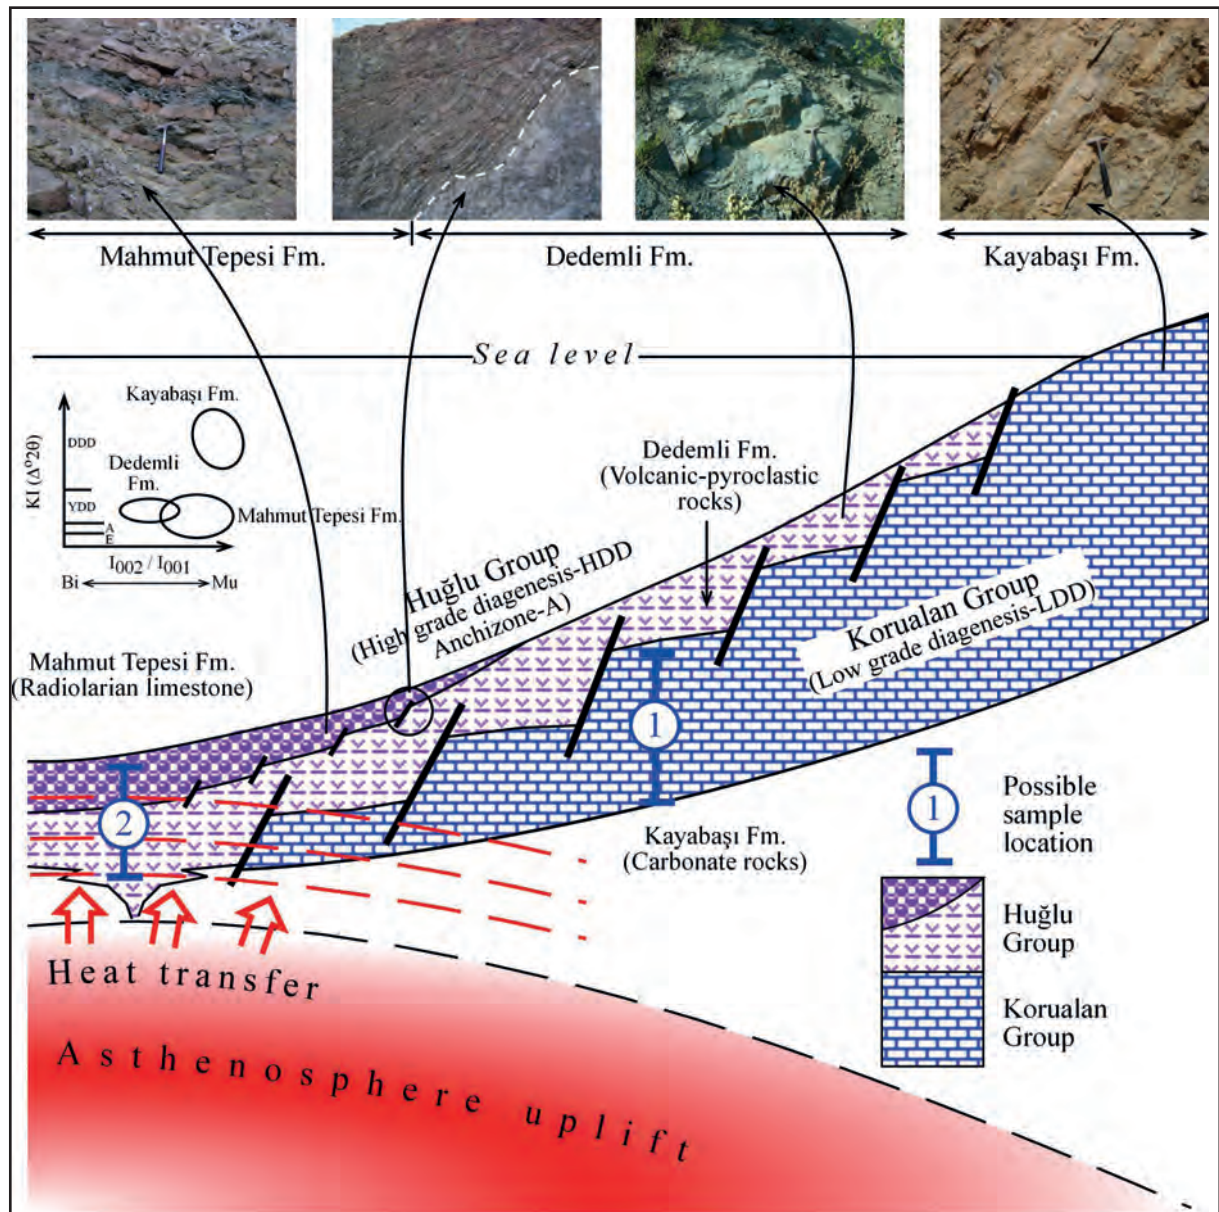 Mahmut Tepesi Fm.
Dedemli Fm.
Kayabaşı Fm.
Sea level
Kayabaşı Fm.
Dedemli
Fm.
Mahmut Tepesi Fm.
KI (Δ°2θ)
DDD
YDD
A
E
I002 / I001
Bi
Mu
Dedemli Fm.
(Volcanic-pyroclastic
rocks)
Huğlu Group
(High grade diagenesis-HDD
Anchizone-A)
Korualan Group
(Low grade diagenesis-LDD)
Mahmut Tepesi Fm.
(Radiolarian limestone)
1
2
Kayabaşı Fm.
(Carbonate rocks)
1
Possible
sample
location
Huğlu
Group
Korualan
Group
Heat transfer
Asthenosphere uplift